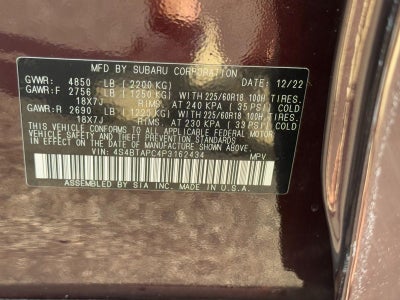 MFD BY SUBARU CORPORATION 12/22
GVWR: 4850 LB (2200 KG)
GAWR:F 2756 LB (1250 KG) WITH 225/60R18 100H TIRES.
18X7J RIMS, AT 240 KPA ( 35 PSI) COLD
GAWR:R 2690 LB (1220 KG) WITH 225/60R18 100H TIRES.
18X7J RIMS, AT 230 KPA ( 33 PSI) COLD
THIS VEHICLE CONFORMS TO ALL APPLICABLE FEDERAL MOTOR
VEHICLE SAFETY AND THEFT PREVENTION STANDARDS IN
EFFECT ON THE DATE OF MANUFACTURE SHOWN ABOVE.
VIN: 4S4BTAPC4P3162434 MPV
ASSEMBLED BY SIA INC. MADE IN U.S.A.